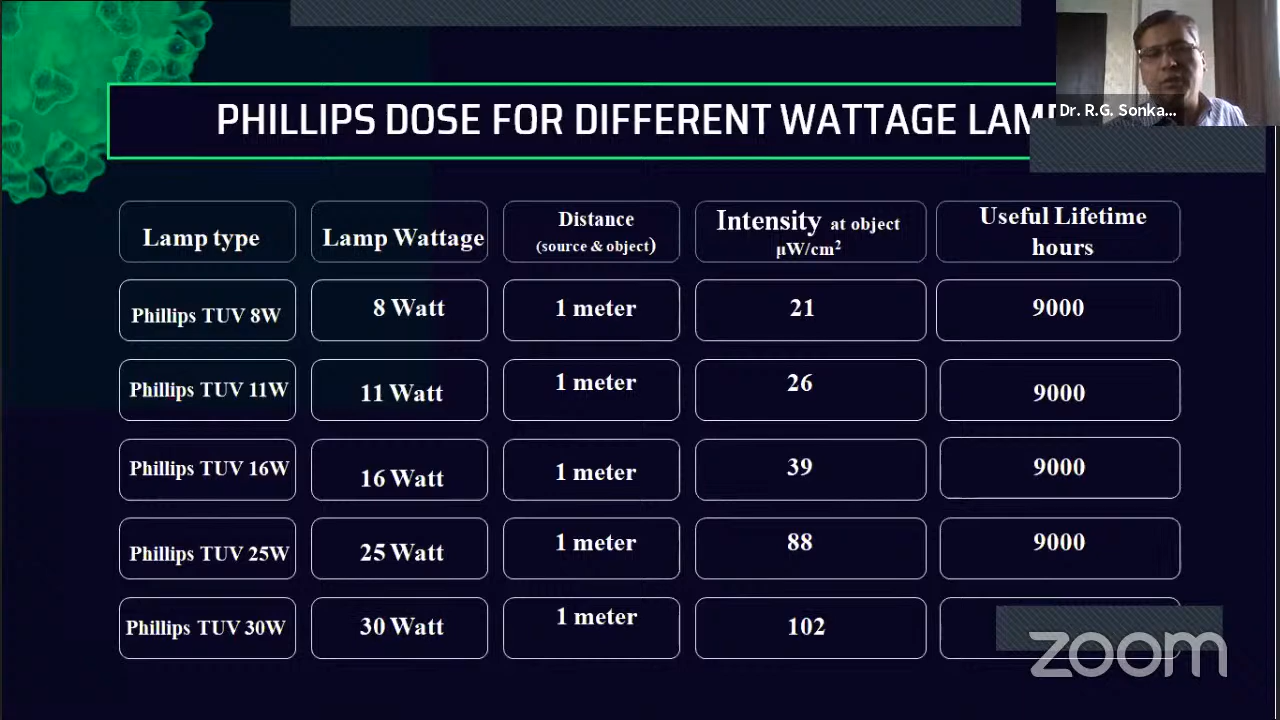 PHILLIPS DOSE FOR DIFFERENT WATTAGE
Dr. R.G. Sonka...
Lamp type
Lamp Wattage
Distance
(source & object)
Intensity at object
μW/cm²
Useful Lifetime
hours
Phillips TUV 8W
8 Watt
1 meter
21
9000
Phillips TUV 11W
11 Watt
1 meter
26
9000
Phillips TUV 16W
16 Watt
1 meter
39
9000
Phillips TUV 25W
25 Watt
1 meter
88
9000
Phillips TUV 30W
30 Watt
1 meter
102
zoom